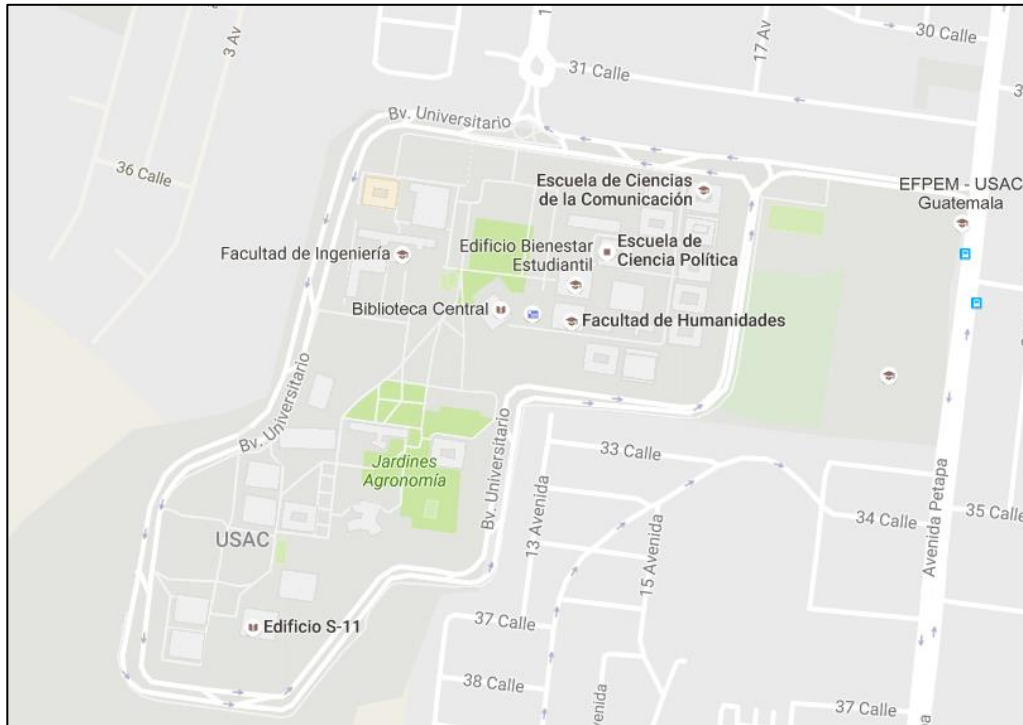 3 Av
30 Calle
17 Av
31 Calle
Bv. Universitario
36 Calle
Escuela de Ciencias
de la Comunicación
EFPEM - USAC
Guatemala
Facultad de Ingeniería
Edificio Bienestar
Estudiantil
Escuela de
Ciencia Política
Biblioteca Central
Facultad de Humanidades
Bv. Universitario
Jardines
Agronomía
Bv. Universitario
33 Calle
13 Avenida
15 Avenida
34 Calle
35 Calle
Avenida Petapa
USAC
Edificio S-11
37 Calle
38 Calle
Avenida
37 Calle